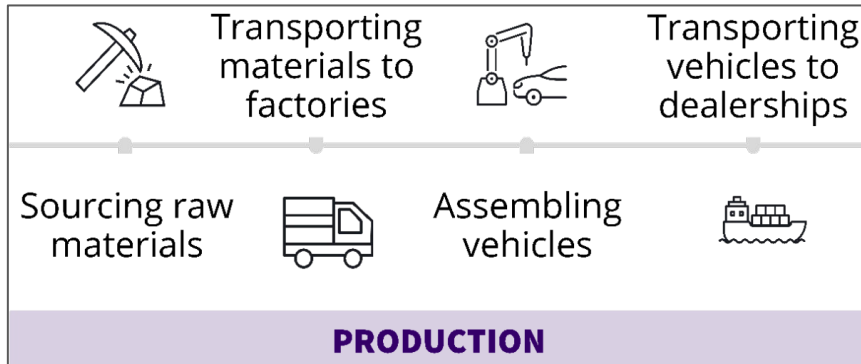 Transporting
materials to
factories
Transporting
vehicles to
dealerships
Sourcing raw
materials
Assembling
vehicles
PRODUCTION